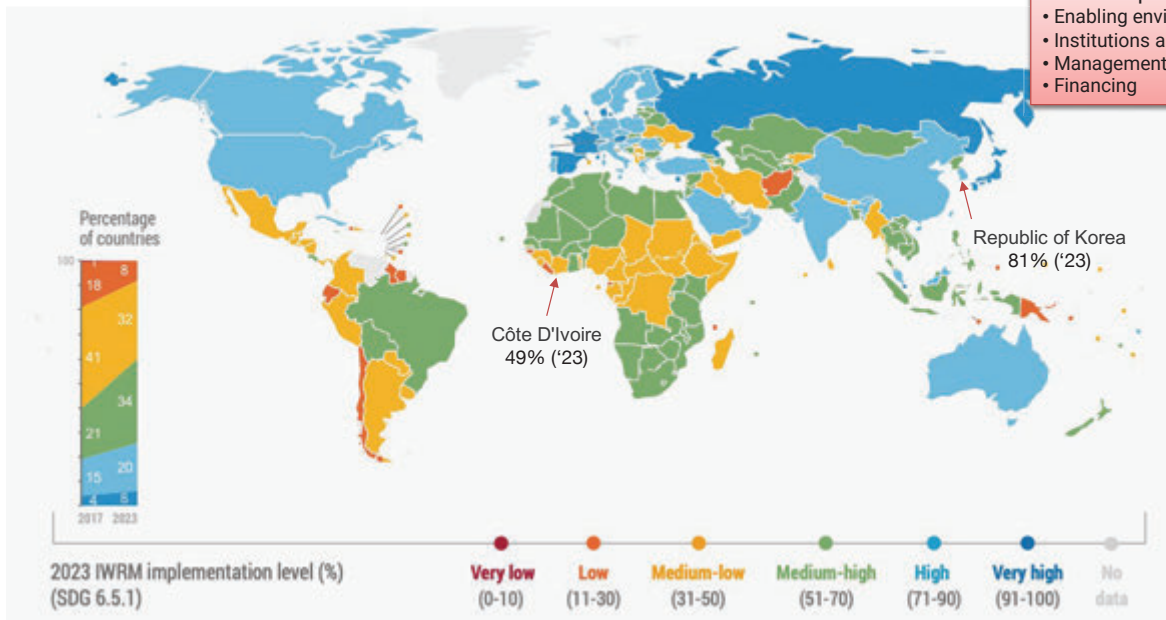 • Enabling envi
• Institutions a
• Management
• Financing
Percentage
of countries
100
1 8
18
32
41
34
21
20
15
4 6
2017 2023
Côte D'Ivoire
49% (‘23)
Republic of Korea
81% (‘23)
2023 IWRM implementation level (%)
(SDG 6.5.1)
Very low
(0-10)
Low
(11-30)
Medium-low
(31-50)
Medium-high
(51-70)
High
(71-90)
Very high
(91-100)
No
data